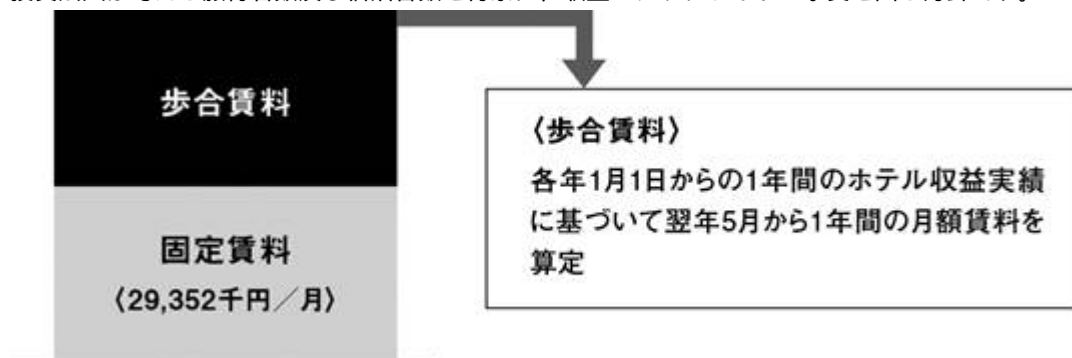 歩合賃料
固定賃料
〈29,352千円／月〉
〈歩合賃料〉
各年1月1日からの1年間のホテル収益実績
に基づいて翌年5月から1年間の月額賃料を
算定